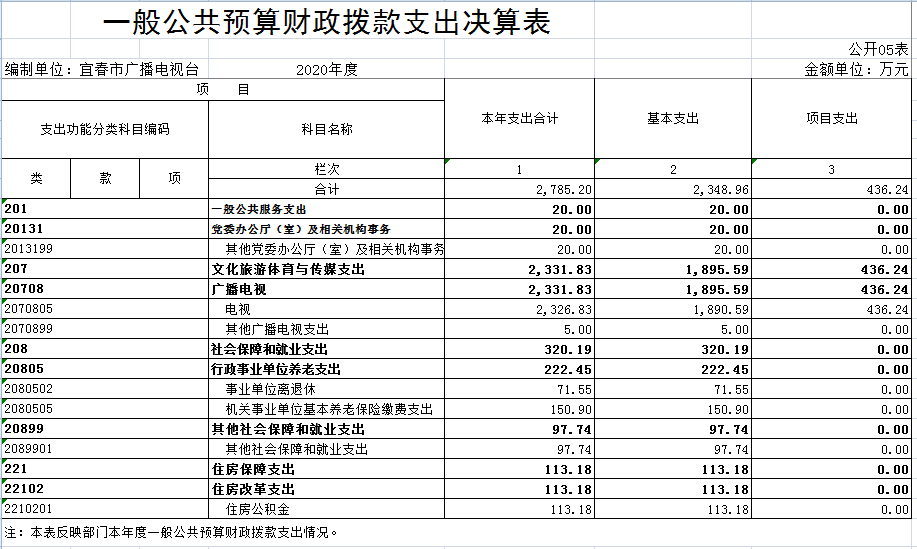 一般公共预算财政拨款支出决算表
公开05表
编制单位：宜春市广播电视台 2020年度 金额单位：万元
项 目 本年支出合计 基本支出 项目支出
支出功能分类科目编码 科目名称
类 款 项 栏次 1 2 3
合计 2,785.20 2,348.96 436.24
201 一般公共服务支出 20.00 20.00 0.00
20131 党委办公厅（室）及相关机构事务 20.00 20.00 0.00
2013199 其他党委办公厅（室）及相关机构事务 20.00 20.00 0.00
207 文化旅游体育与传媒支出 2,331.83 1,895.59 436.24
20708 广播电视 2,331.83 1,895.59 436.24
2070805 电视 2,326.83 1,890.59 436.24
2070899 其他广播电视支出 5.00 5.00 0.00
208 社会保障和就业支出 320.19 320.19 0.00
20805 行政事业单位养老支出 222.45 222.45 0.00
2080502 事业单位离退休 71.55 71.55 0.00
2080505 机关事业单位基本养老保险缴费支出 150.90 150.90 0.00
20899 其他社会保障和就业支出 97.74 97.74 0.00
2089901 其他社会保障和就业支出 97.74 97.74 0.00
221 住房保障支出 113.18 113.18 0.00
22102 住房改革支出 113.18 113.18 0.00
2210201 住房公积金 113.18 113.18 0.00
注：本表反映部门本年度一般公共预算财政拨款支出情况。